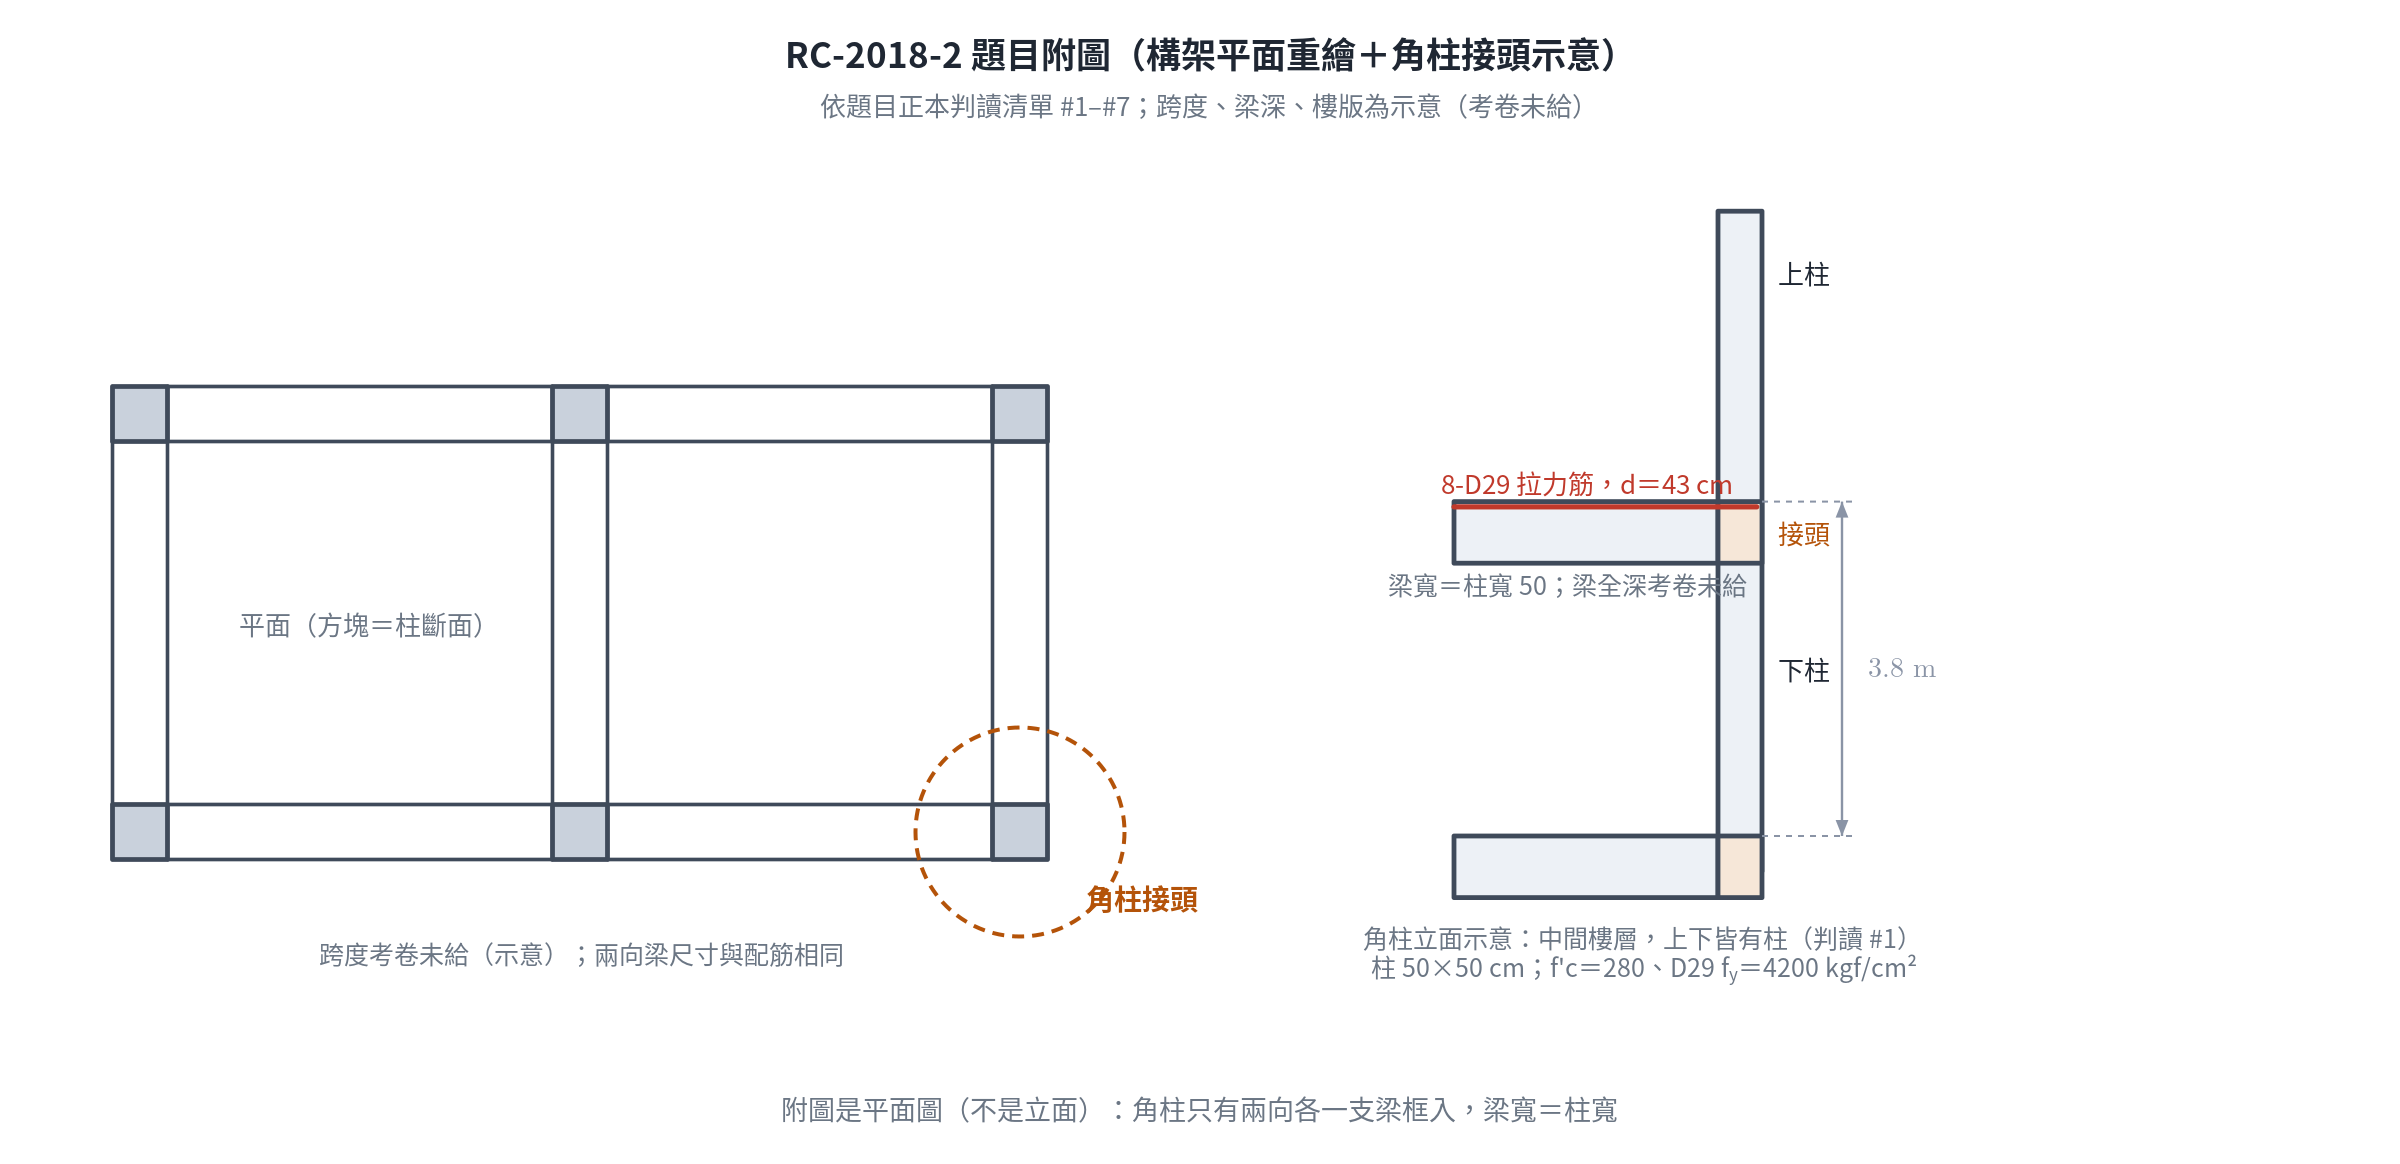 RC-2018-2 題目附圖（構架平面重繪＋角柱接頭示意）
依題目正本判讀清單 #1–#7；跨度、梁深、樓版為示意（考卷未給）
上柱
8-D29 拉力筋，d＝43 cm
接頭
梁寬＝柱寬 50；梁全深考卷未給
平面（方塊＝柱斷面）
下柱
3.8 m
角柱接頭
跨度考卷未給（示意）；兩向梁尺寸與配筋相同
角柱立面示意：中間樓層，上下皆有柱（判讀 #1）
柱 50×50 cm；f'c＝280、D29 fy＝4200 kgf/cm²
附圖是平面圖（不是立面）：角柱只有兩向各一支梁框入，梁寬＝柱寬